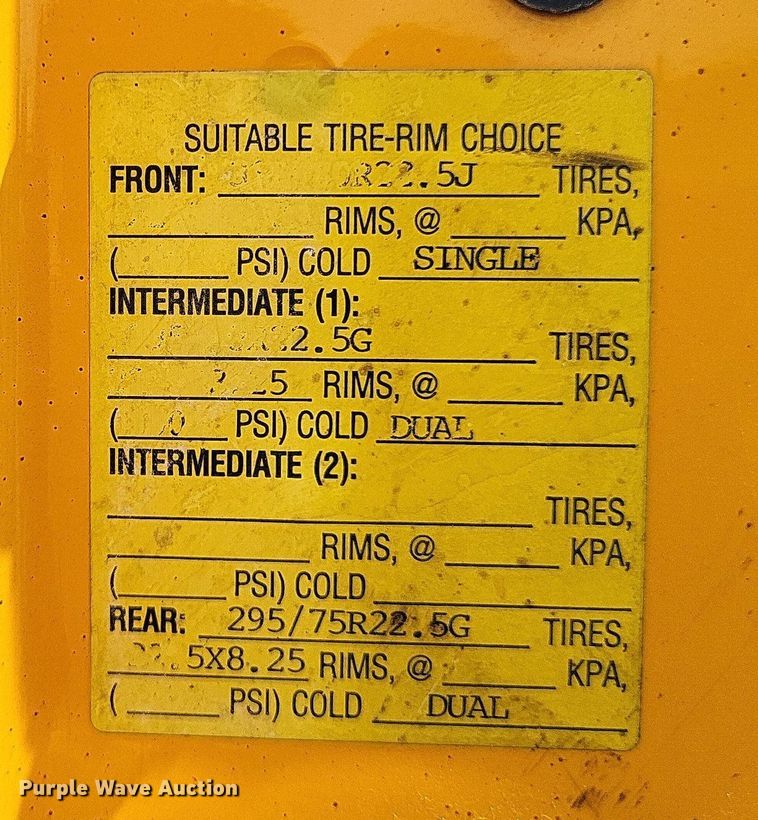 SUITABLE TIRE-RIM CHOICE
FRONT: TIRES,
RIMS, @ KPA,
( PSI) COLD SINGLE
INTERMEDIATE (1):
TIRES,
RIMS, @ KPA,
( PSI) COLD DUAL
INTERMEDIATE (2):
TIRES,
RIMS, @ KPA,
( PSI) COLD
REAR: 295/75R22.5G TIRES,
RIMS, @ KPA,
( PSI) COLD DUAL
Purple Wave Auction